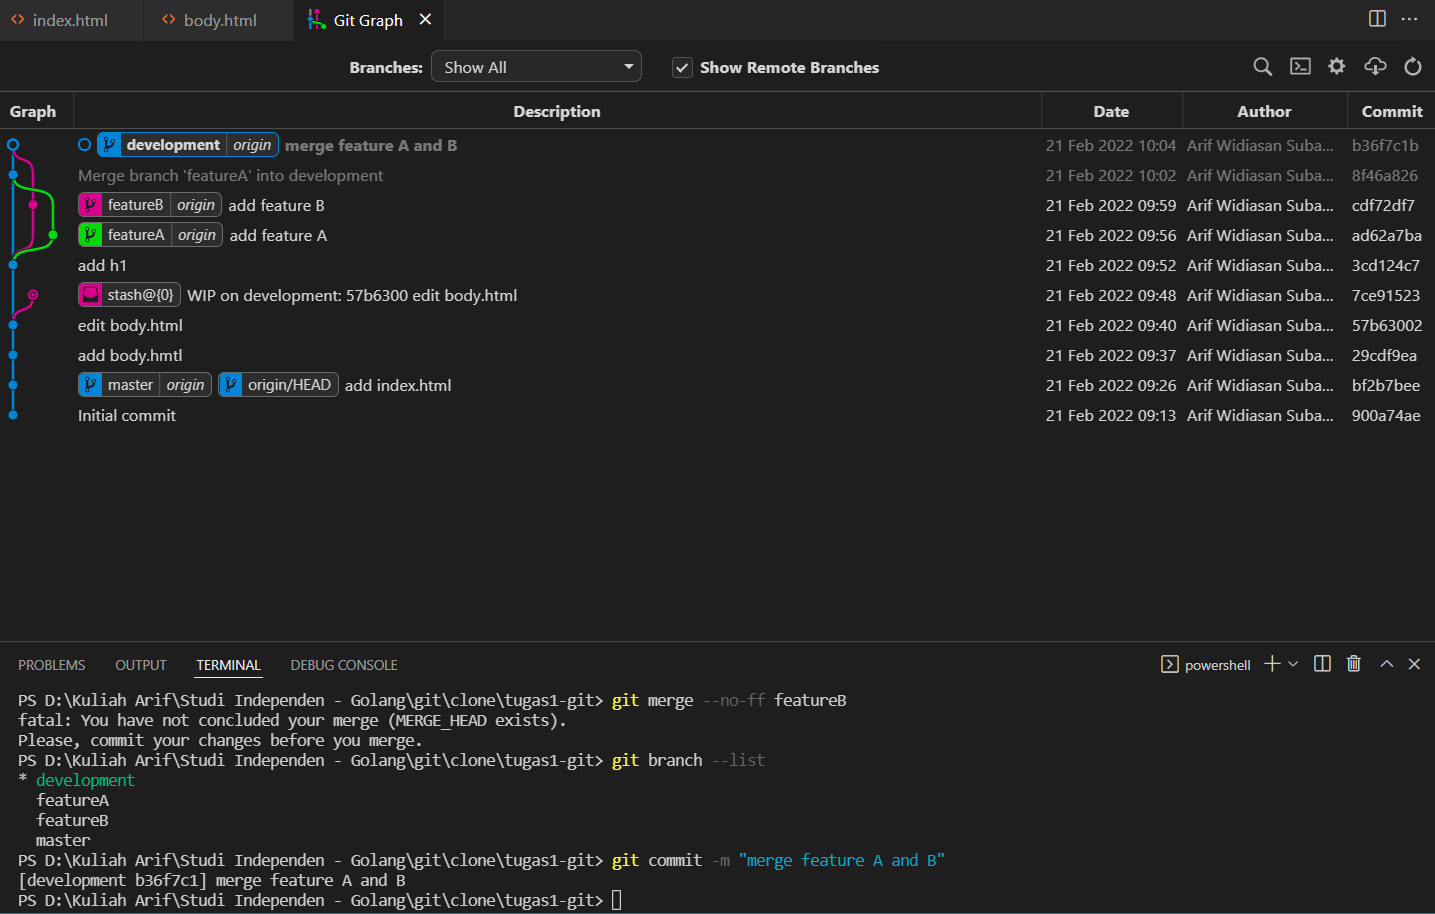 index.html body.html Git Graph
Branches: Show All Show Remote Branches
Graph Description Date Author Commit
development origin merge feature A and B 21 Feb 2022 10:04 Arif Widiasan Suba... b36f7c1b
Merge branch 'featureA' into development 21 Feb 2022 10:02 Arif Widiasan Suba... 8f46a826
featureB origin add feature B 21 Feb 2022 09:59 Arif Widiasan Suba... cdf72df7
featureA origin add feature A 21 Feb 2022 09:56 Arif Widiasan Suba... ad62a7ba
add h1 21 Feb 2022 09:52 Arif Widiasan Suba... 3cd124c7
stash@{0} WIP on development: 57b6300 edit body.html 21 Feb 2022 09:48 Arif Widiasan Suba... 7ce91523
edit body.html 21 Feb 2022 09:40 Arif Widiasan Suba... 57b63002
add body.hmtl 21 Feb 2022 09:37 Arif Widiasan Suba... 29cdf9ea
master origin origin/HEAD add index.html 21 Feb 2022 09:26 Arif Widiasan Suba... bf2b7bee
Initial commit 21 Feb 2022 09:13 Arif Widiasan Suba... 900a74ae
PROBLEMS OUTPUT TERMINAL DEBUG CONSOLE powershell
PS D:\Kuliah Arif\Studi Independen - Golang\git\clone\tugas1-git> git merge --no-ff featureB
fatal: You have not concluded your merge (MERGE_HEAD exists).
Please, commit your changes before you merge.
PS D:\Kuliah Arif\Studi Independen - Golang\git\clone\tugas1-git> git branch --list
* development
featureA
featureB
master
PS D:\Kuliah Arif\Studi Independen - Golang\git\clone\tugas1-git> git commit -m "merge feature A and B"
[development b36f7c1] merge feature A and B
PS D:\Kuliah Arif\Studi Independen - Golang\git\clone\tugas1-git>